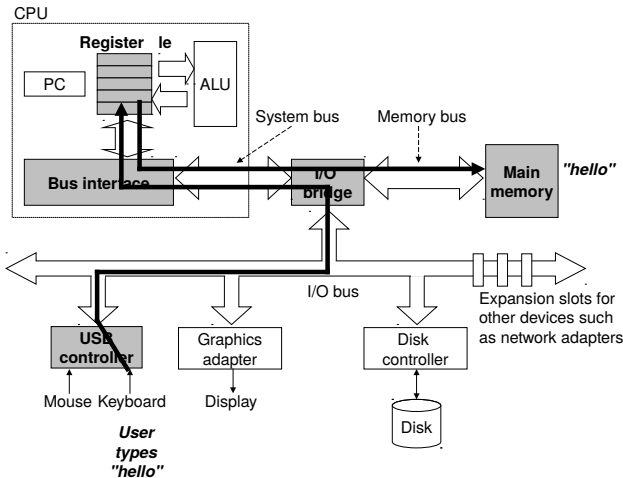 CPU
Register le
PC
ALU
System bus
Memory bus
Bus interface
I/O
bridge
Main
memory
"hello"
I/O bus
Expansion slots for
other devices such
as network adapters
USB
controller
Graphics
adapter
Disk
controller
Mouse Keyboard
Display
Disk
User
types
"hello"